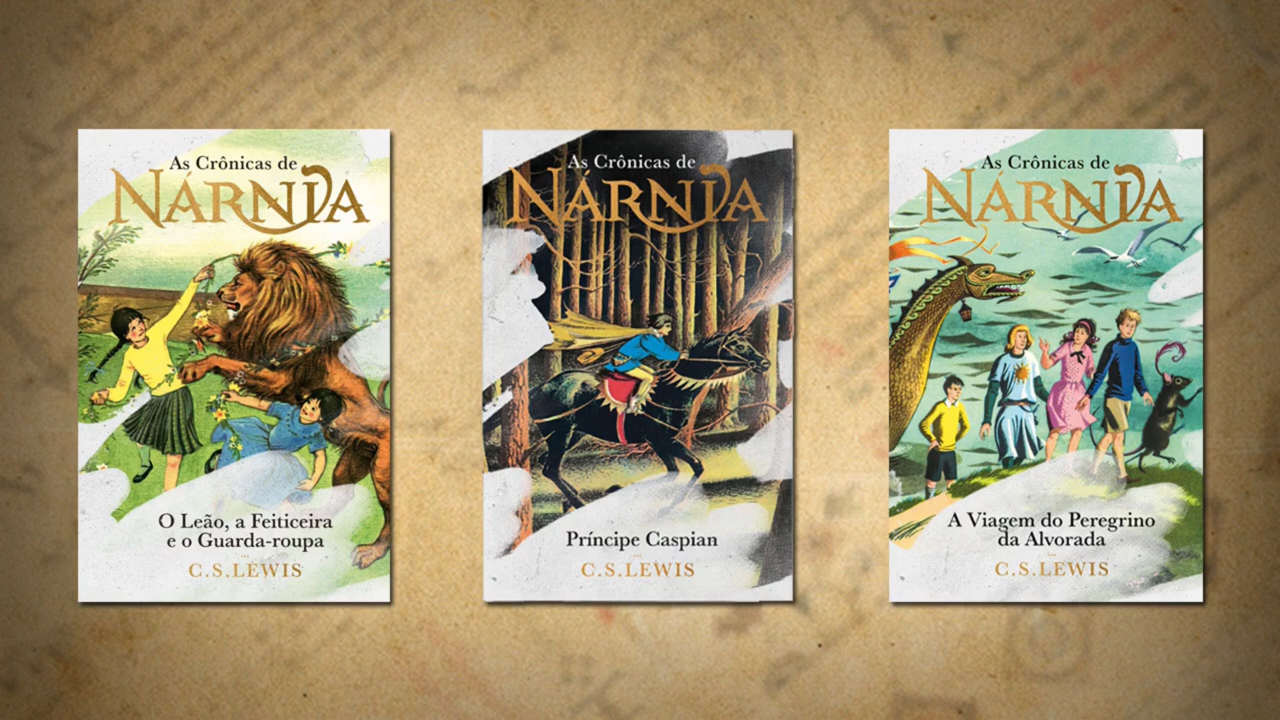 As Crônicas de
NÁRNIA
O Leão, a Feiticeira
e o Guarda-roupa
C.S.LEWIS
As Crônicas de
NÁRNIA
Príncipe Caspian
C.S.LEWIS
As Crônicas de
NÁRNIA
A Viagem do Peregrino
da Alvorada
C.S.LEWIS